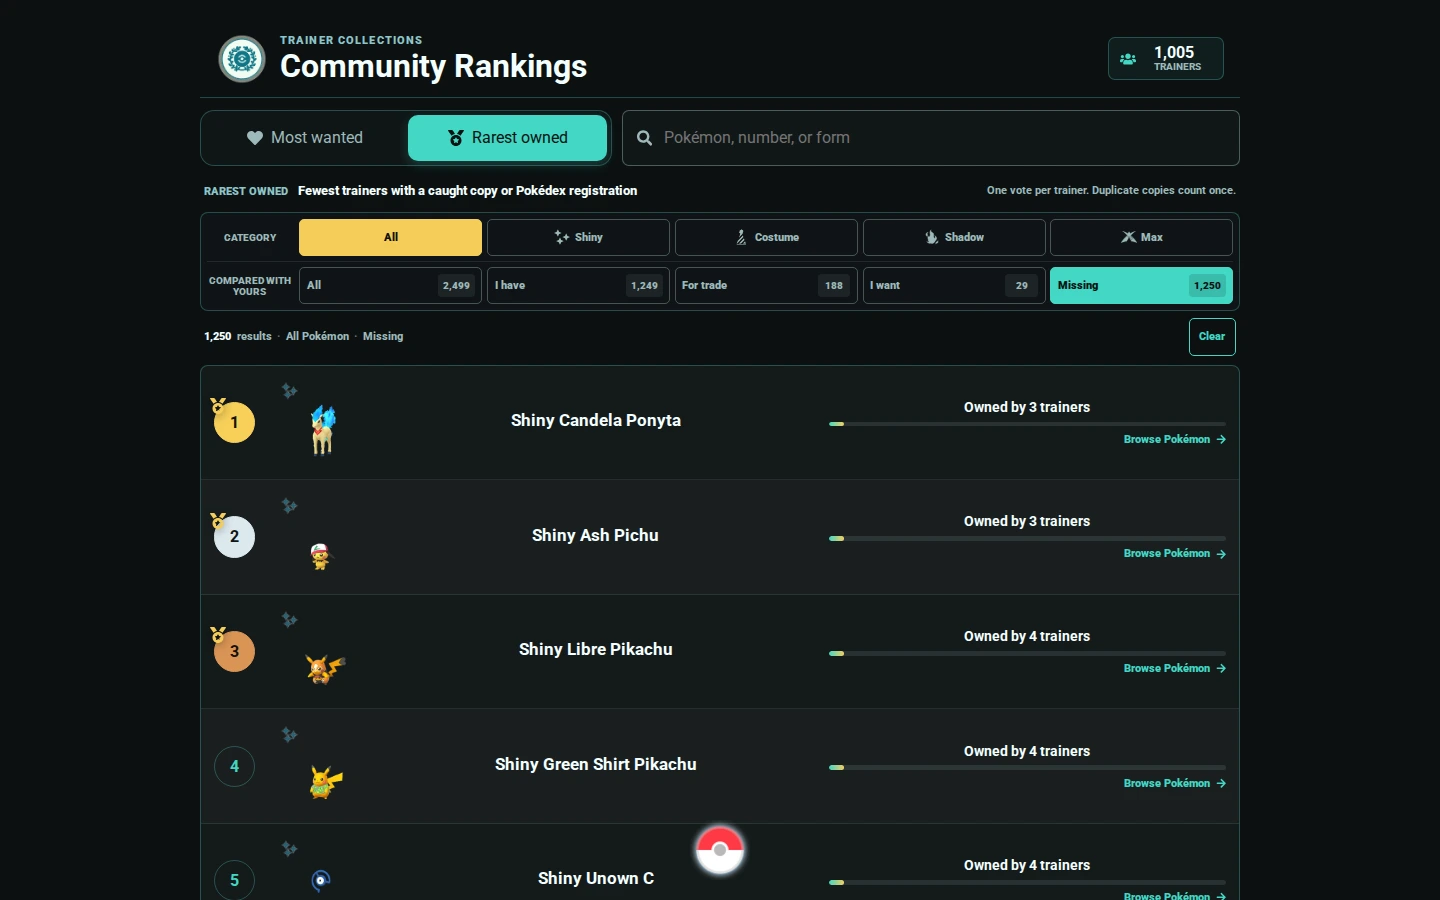 TRAINER COLLECTIONS
Community Rankings
1,005
TRAINERS
Most wanted
Rarest owned
Pokémon, number, or form
RAREST OWNED Fewest trainers with a caught copy or Pokédex registration
One vote per trainer. Duplicate copies count once.
CATEGORY
All
Shiny
Costume
Shadow
Max
COMPARED WITH
YOURS
All 2,499
I have 1,249
For trade 188
I want 29
Missing 1,250
1,250 results · All Pokémon · Missing
Clear
1
Shiny Candela Ponyta
Owned by 3 trainers
Browse Pokémon →
2
Shiny Ash Pichu
Owned by 3 trainers
Browse Pokémon →
3
Shiny Libre Pikachu
Owned by 4 trainers
Browse Pokémon →
4
Shiny Green Shirt Pikachu
Owned by 4 trainers
Browse Pokémon →
5
Shiny Unown C
Owned by 4 trainers
Browse Pokémon →